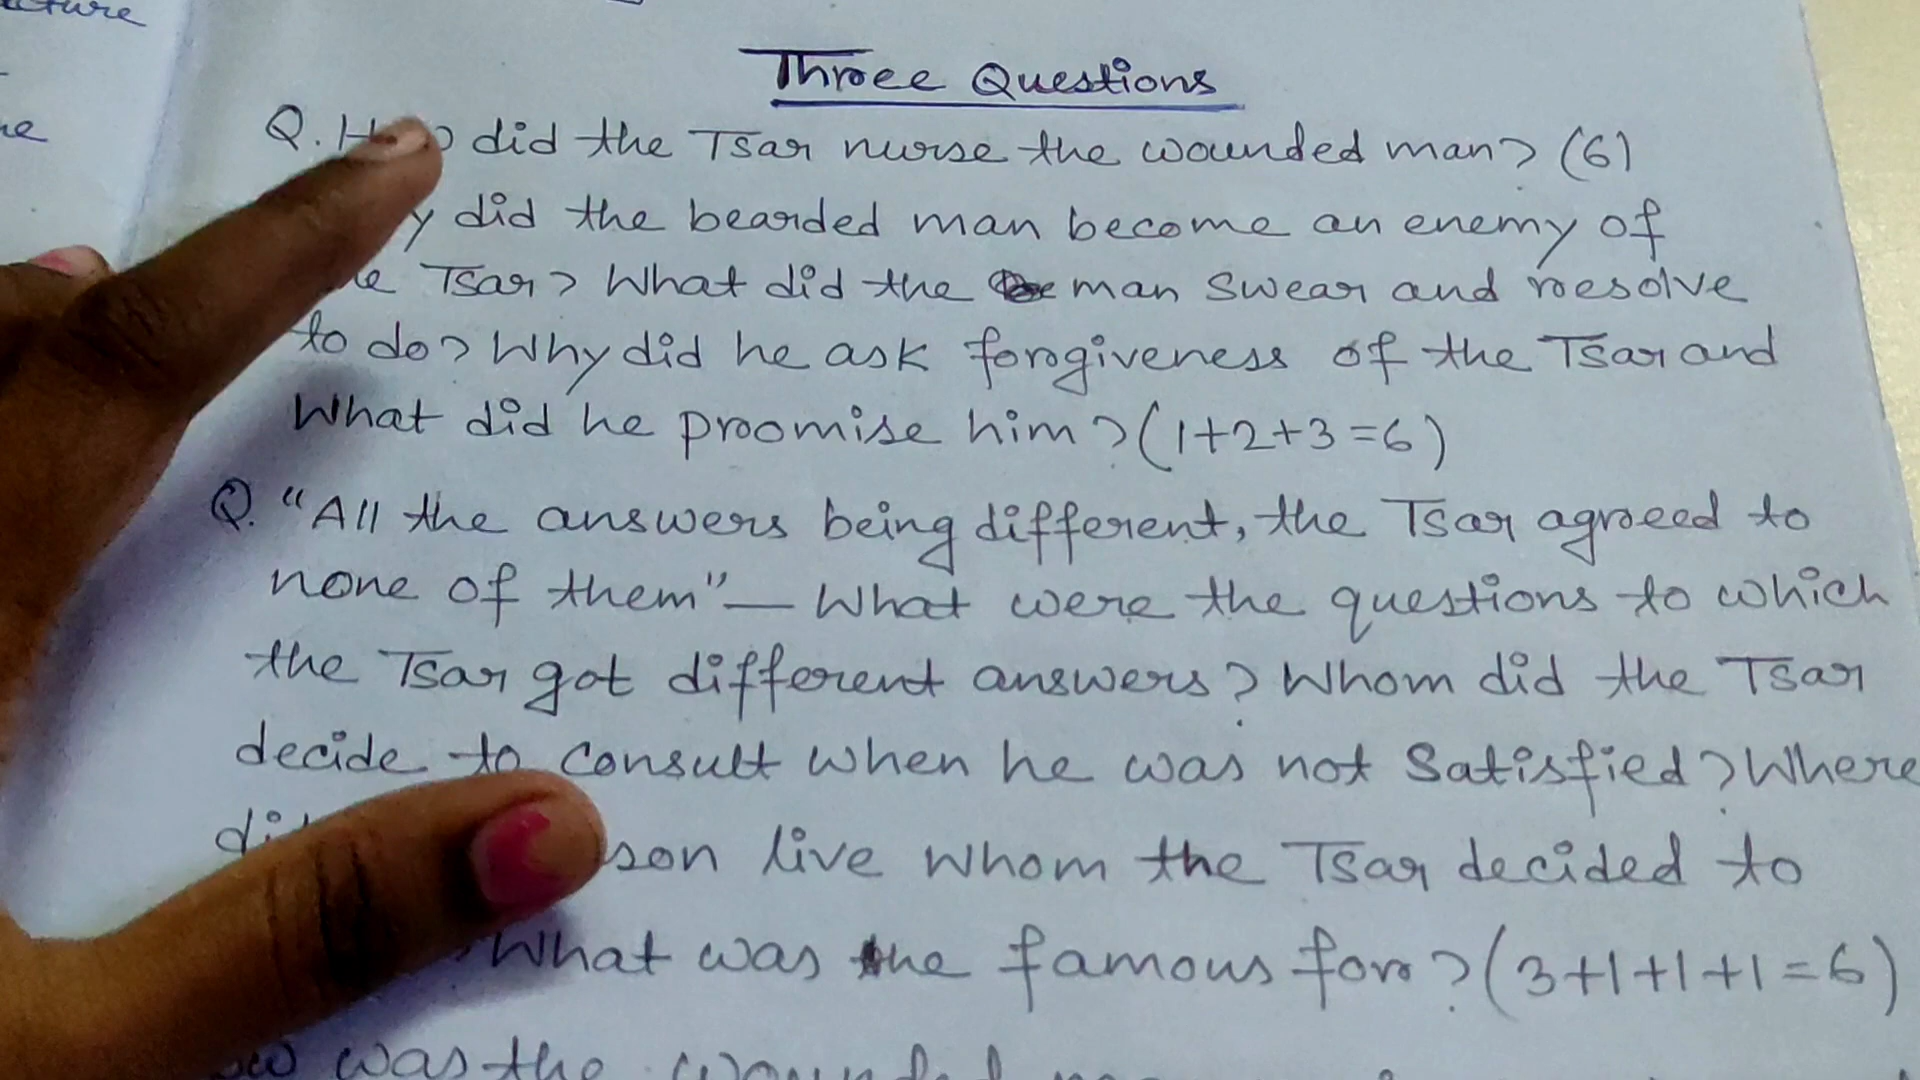 cture
Three Questions
Q. did the Tsar nurse the wounded man? (6)
did the bearded man become an enemy of
Tsar? What did the man swear and resolve
to do? Why did he ask forgiveness of the Tsar and
What did he promise him? (1+2+3=6)
Q. "All the answers being different, the Tsar agreed to
none of them" — What were the questions to which
the Tsar got different answers? Whom did the Tsar
decide to consult when he was not satisfied? Where
son live whom the Tsar decided to
What was the famous for? (3+1+1+1=6)
was the